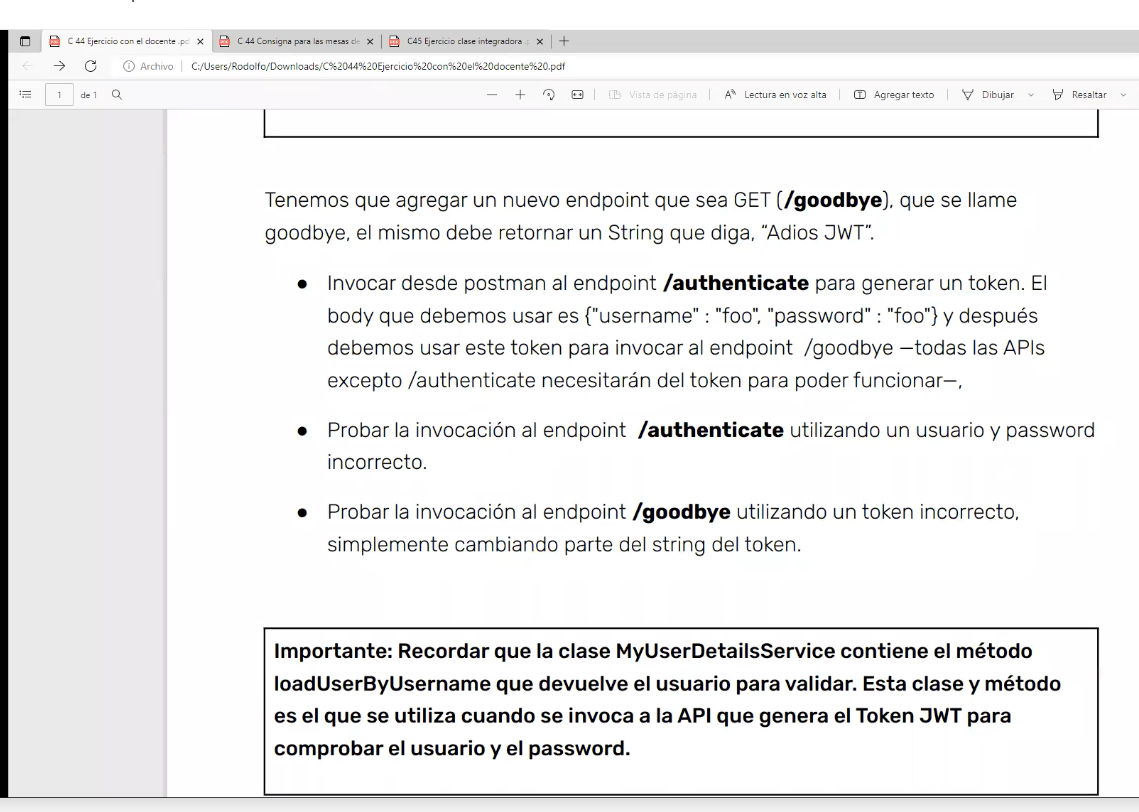 C 44 Ejercicio con el docente .pd
C 44 Consigna para las mesas de
C45 Ejercicio clase integradora .p
Archivo
C:/Users/Rodolfo/Downloads/C%2044%20Ejercicio%20con%20el%20docente%20.pdf
1 de 1
Vista de página
Lectura en voz alta
Agregar texto
Dibujar
Resaltar
Tenemos que agregar un nuevo endpoint que sea GET (/goodbye), que se llame
goodbye, el mismo debe retornar un String que diga, “Adios JWT”.
● Invocar desde postman al endpoint /authenticate para generar un token. El
body que debemos usar es {"username" : "foo", "password" : "foo"} y después
debemos usar este token para invocar al endpoint /goodbye —todas las APIs
excepto /authenticate necesitarán del token para poder funcionar—,
● Probar la invocación al endpoint /authenticate utilizando un usuario y password
incorrecto.
● Probar la invocación al endpoint /goodbye utilizando un token incorrecto,
simplemente cambiando parte del string del token.
Importante: Recordar que la clase MyUserDetailsService contiene el método
loadUserByUsername que devuelve el usuario para validar. Esta clase y método
es el que se utiliza cuando se invoca a la API que genera el Token JWT para
comprobar el usuario y el password.